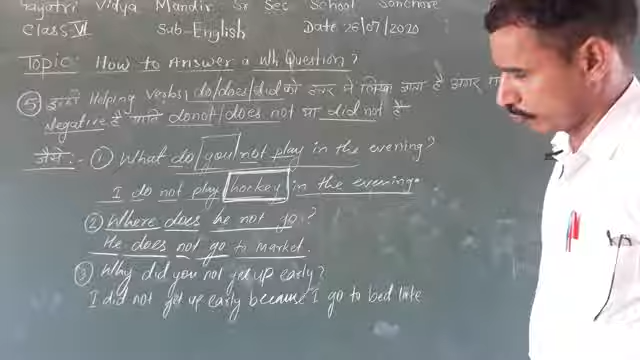 Gayatri Vidya Mandir Sr Sec School Sanchore
Class VI Sub-English Date 26/07/2020
Topic: How to Answer a Wh Question?
⑤ Helping Verbs, do/does/did को उत्तर में लिखा जाता है अगर
Negative है यानि donot/does not या did not है
जैसे:- ① What do you not play in the evening?
I do not play hockey in the evening.
② Where does he not go?
He does not go to market.
③ Why did you not get up early?
I did not get up early because I go to bed late